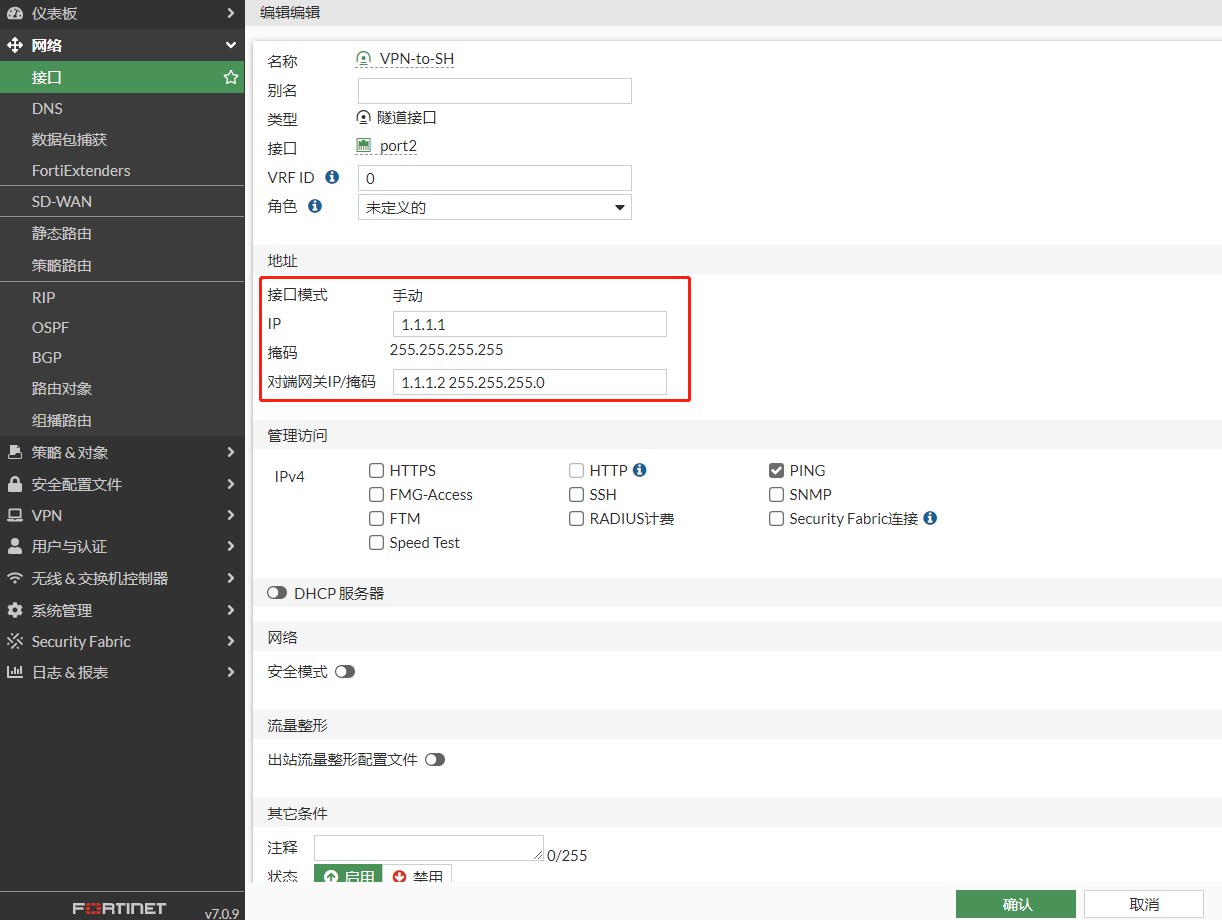 仪表板
网络
接口
DNS
数据包捕获
FortiExtenders
SD-WAN
静态路由
策略路由
RIP
OSPF
BGP
路由对象
组播路由
策略 & 对象
安全配置文件
VPN
用户与认证
无线 & 交换机控制器
系统管理
Security Fabric
日志 & 报表
FORTINET
v7.0.9
编辑编辑
名称 VPN-to-SH
别名
类型 隧道接口
接口 port2
VRF ID 0
角色 未定义的
地址
接口模式 手动
IP 1.1.1.1
掩码 255.255.255.255
对端网关IP/掩码 1.1.1.2 255.255.255.0
管理访问
IPv4 HTTPS HTTP PING
FMG-Access SSH SNMP
FTM RADIUS计费 Security Fabric连接
Speed Test
DHCP 服务器
网络
安全模式
流量整形
出站流量整形配置文件
其它条件
注释 0/255
状态 启用 禁用
确认 取消